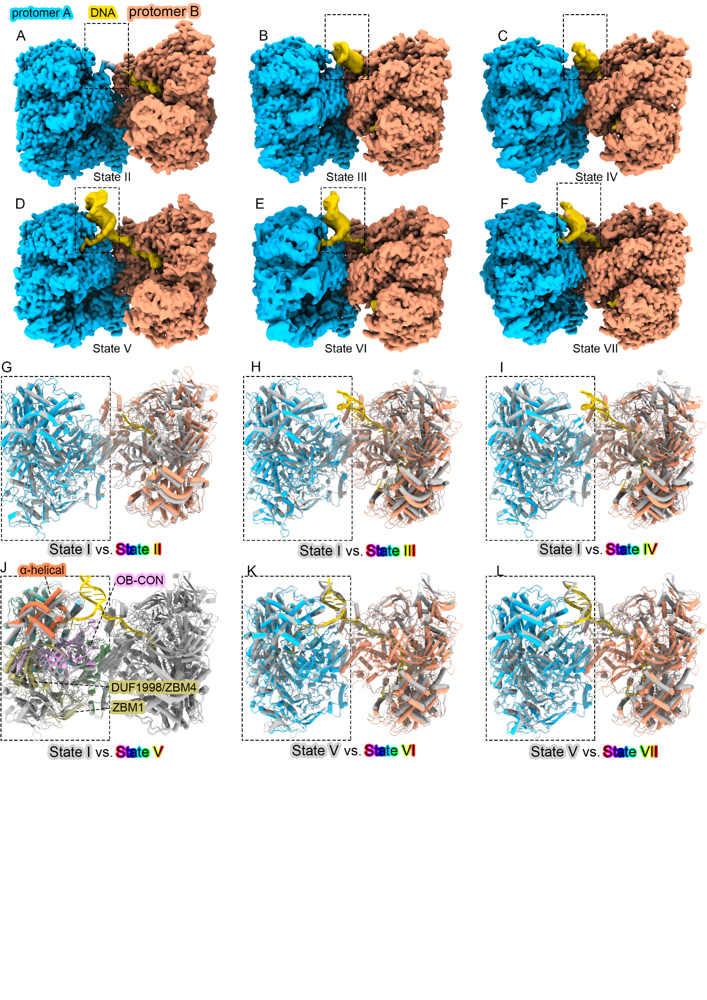 protomer A DNA protomer B
A B C
State II State III State IV
D E F
State V State VI State VII
G H I
State I vs. State II State I vs. State III State I vs. State IV
J α-helical K L
OB-CON
DUF1998/ZBM4
ZBM1
State I vs. State V State V vs. State VI State V vs. State VII